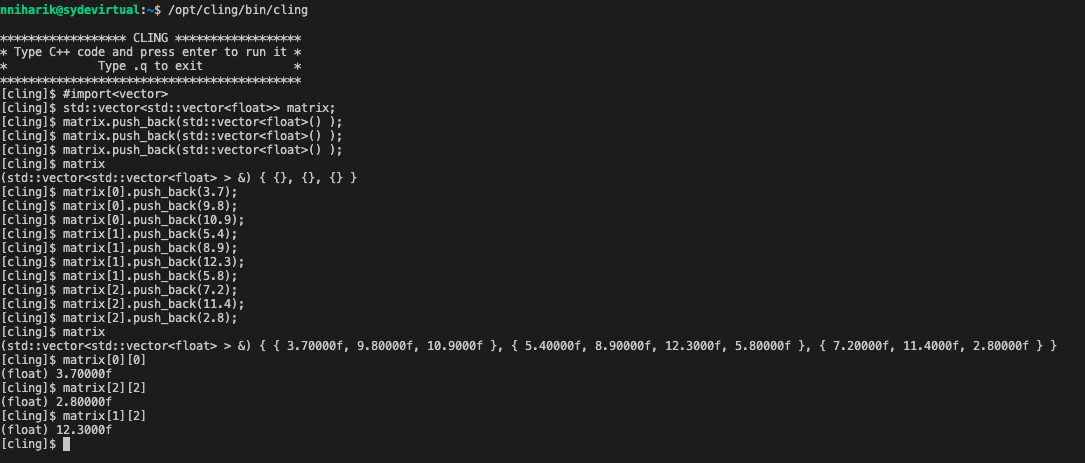 nniharik@sydevirtual:~$ /opt/cling/bin/cling
****************** CLING ******************
* Type C++ code and press enter to run it *
*             Type .q to exit             *
*******************************************
[cling]$ #import<vector>
[cling]$ std::vector<std::vector<float>> matrix;
[cling]$ matrix.push_back(std::vector<float>() );
[cling]$ matrix.push_back(std::vector<float>() );
[cling]$ matrix.push_back(std::vector<float>() );
[cling]$ matrix
(std::vector<std::vector<float> > &) { {}, {}, {} }
[cling]$ matrix[0].push_back(3.7);
[cling]$ matrix[0].push_back(9.8);
[cling]$ matrix[0].push_back(10.9);
[cling]$ matrix[1].push_back(5.4);
[cling]$ matrix[1].push_back(8.9);
[cling]$ matrix[1].push_back(12.3);
[cling]$ matrix[1].push_back(5.8);
[cling]$ matrix[2].push_back(7.2);
[cling]$ matrix[2].push_back(11.4);
[cling]$ matrix[2].push_back(2.8);
[cling]$ matrix
(std::vector<std::vector<float> > &) { { 3.70000f, 9.80000f, 10.9000f }, { 5.40000f, 8.90000f, 12.3000f, 5.80000f }, { 7.20000f, 11.4000f, 2.80000f } }
[cling]$ matrix[0][0]
(float) 3.70000f
[cling]$ matrix[2][2]
(float) 2.80000f
[cling]$ matrix[1][2]
(float) 12.3000f
[cling]$